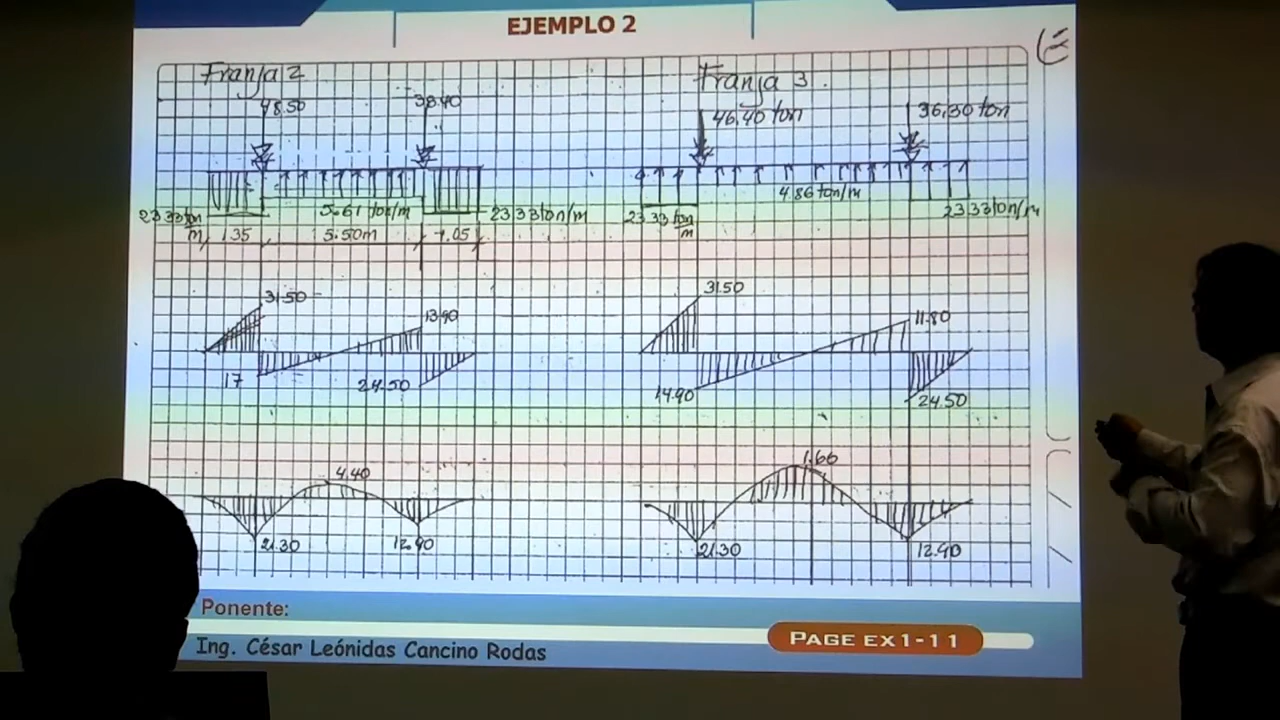 EJEMPLO 2
Franja 2
48.50
38.40
23.33 ton/m
5.61 ton/m
23.33 ton/m
1.35
5.50m
1.05
31.50
13.90
17
24.50
4.40
21.30
12.90
Franja 3.
46.40 ton
36.30 ton
23.33 ton/m
4.86 ton/m
23.33 ton/m
31.50
11.80
14.90
24.50
1.66
21.30
12.90
Ponente:
Ing. César Leónidas Cancino Rodas
PAGE EX1-11